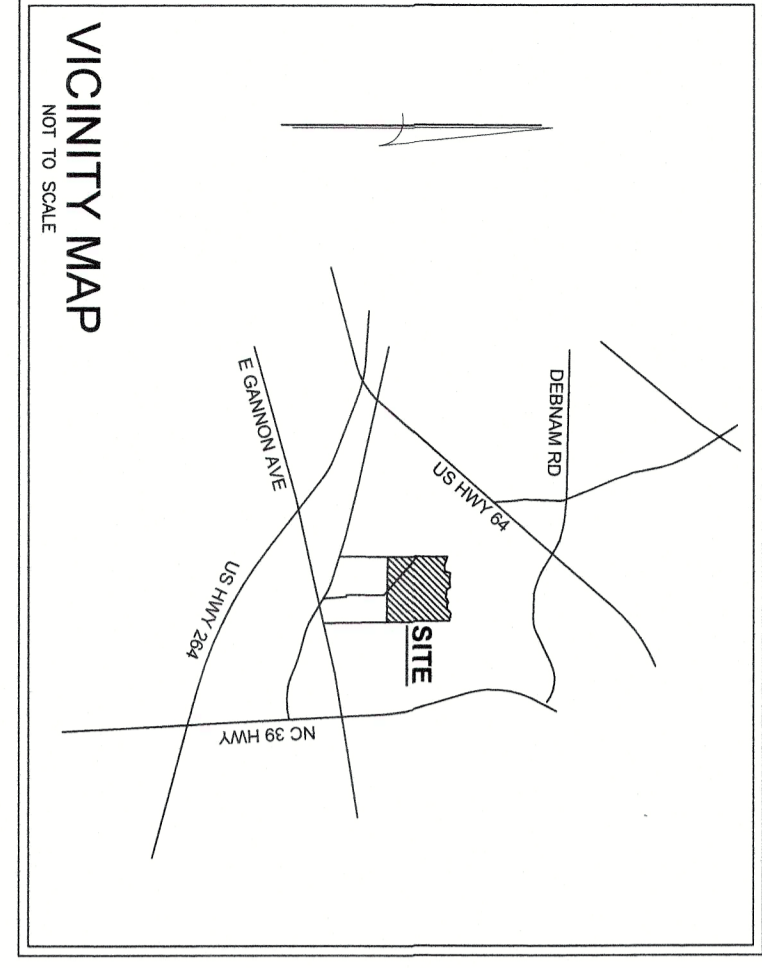 VICINITY MAP
NOT TO SCALE
DEBNAM RD
US HWY 64
E GANNON AVE
SITE
US HWY 264
NC 39 HWY